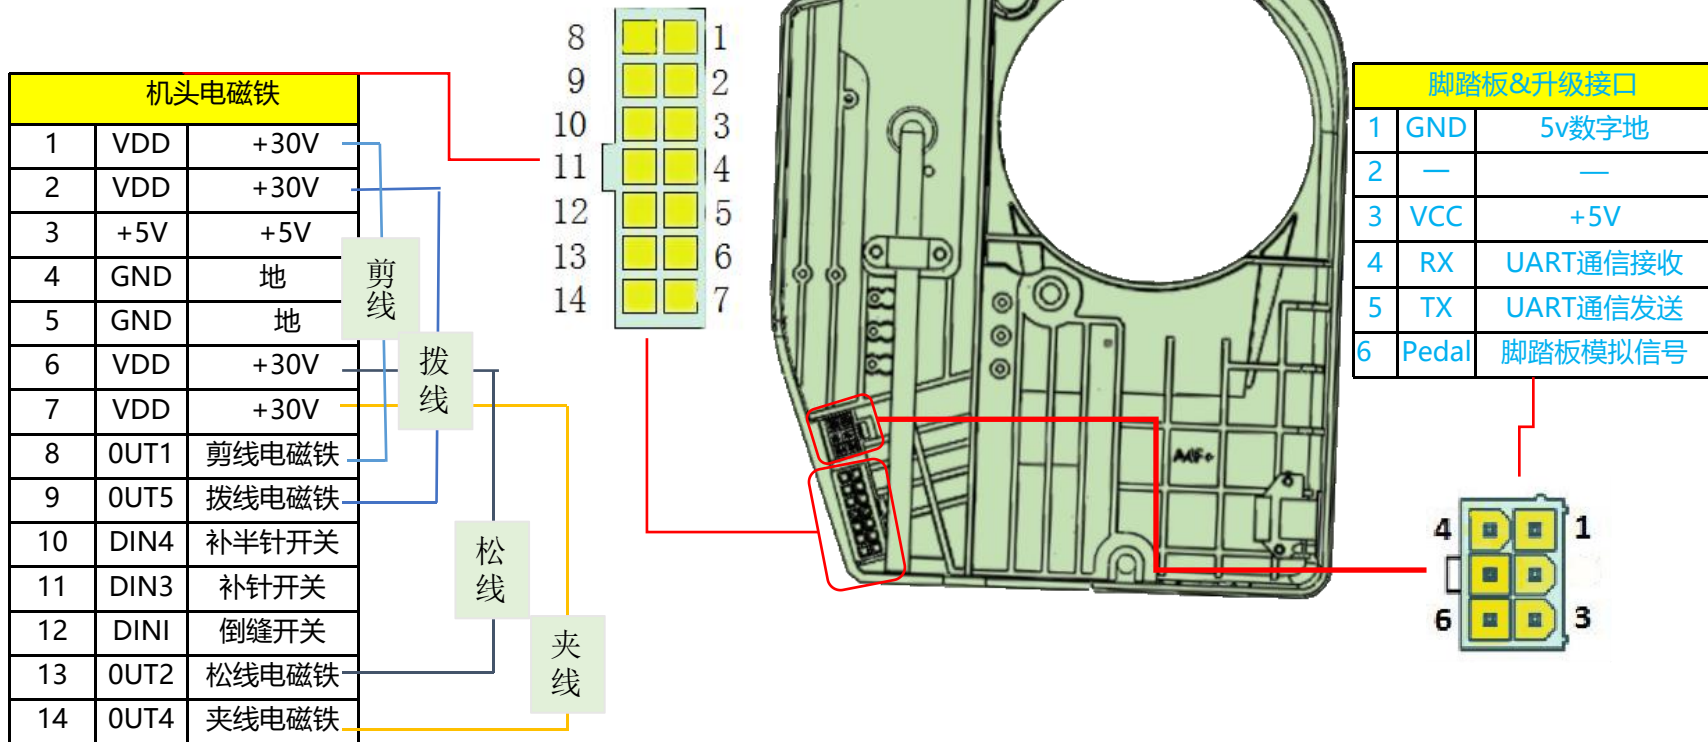 机头电磁铁
1 VDD +30V
2 VDD +30V
3 +5V +5V
4 GND 地
5 GND 地
6 VDD +30V
7 VDD +30V
8 0UT1 剪线电磁铁
9 0UT5 拨线电磁铁
10 DIN4 补半针开关
11 DIN3 补针开关
12 DINI 倒缝开关
13 0UT2 松线电磁铁
14 0UT4 夹线电磁铁
剪线
拨线
松线
夹线
8 1
9 2
10 3
11 4
12 5
13 6
14 7
脚踏板&升级接口
1 GND 5v数字地
2 — —
3 VCC +5V
4 RX UART通信接收
5 TX UART通信发送
6 Pedal 脚踏板模拟信号
4 1
6 3